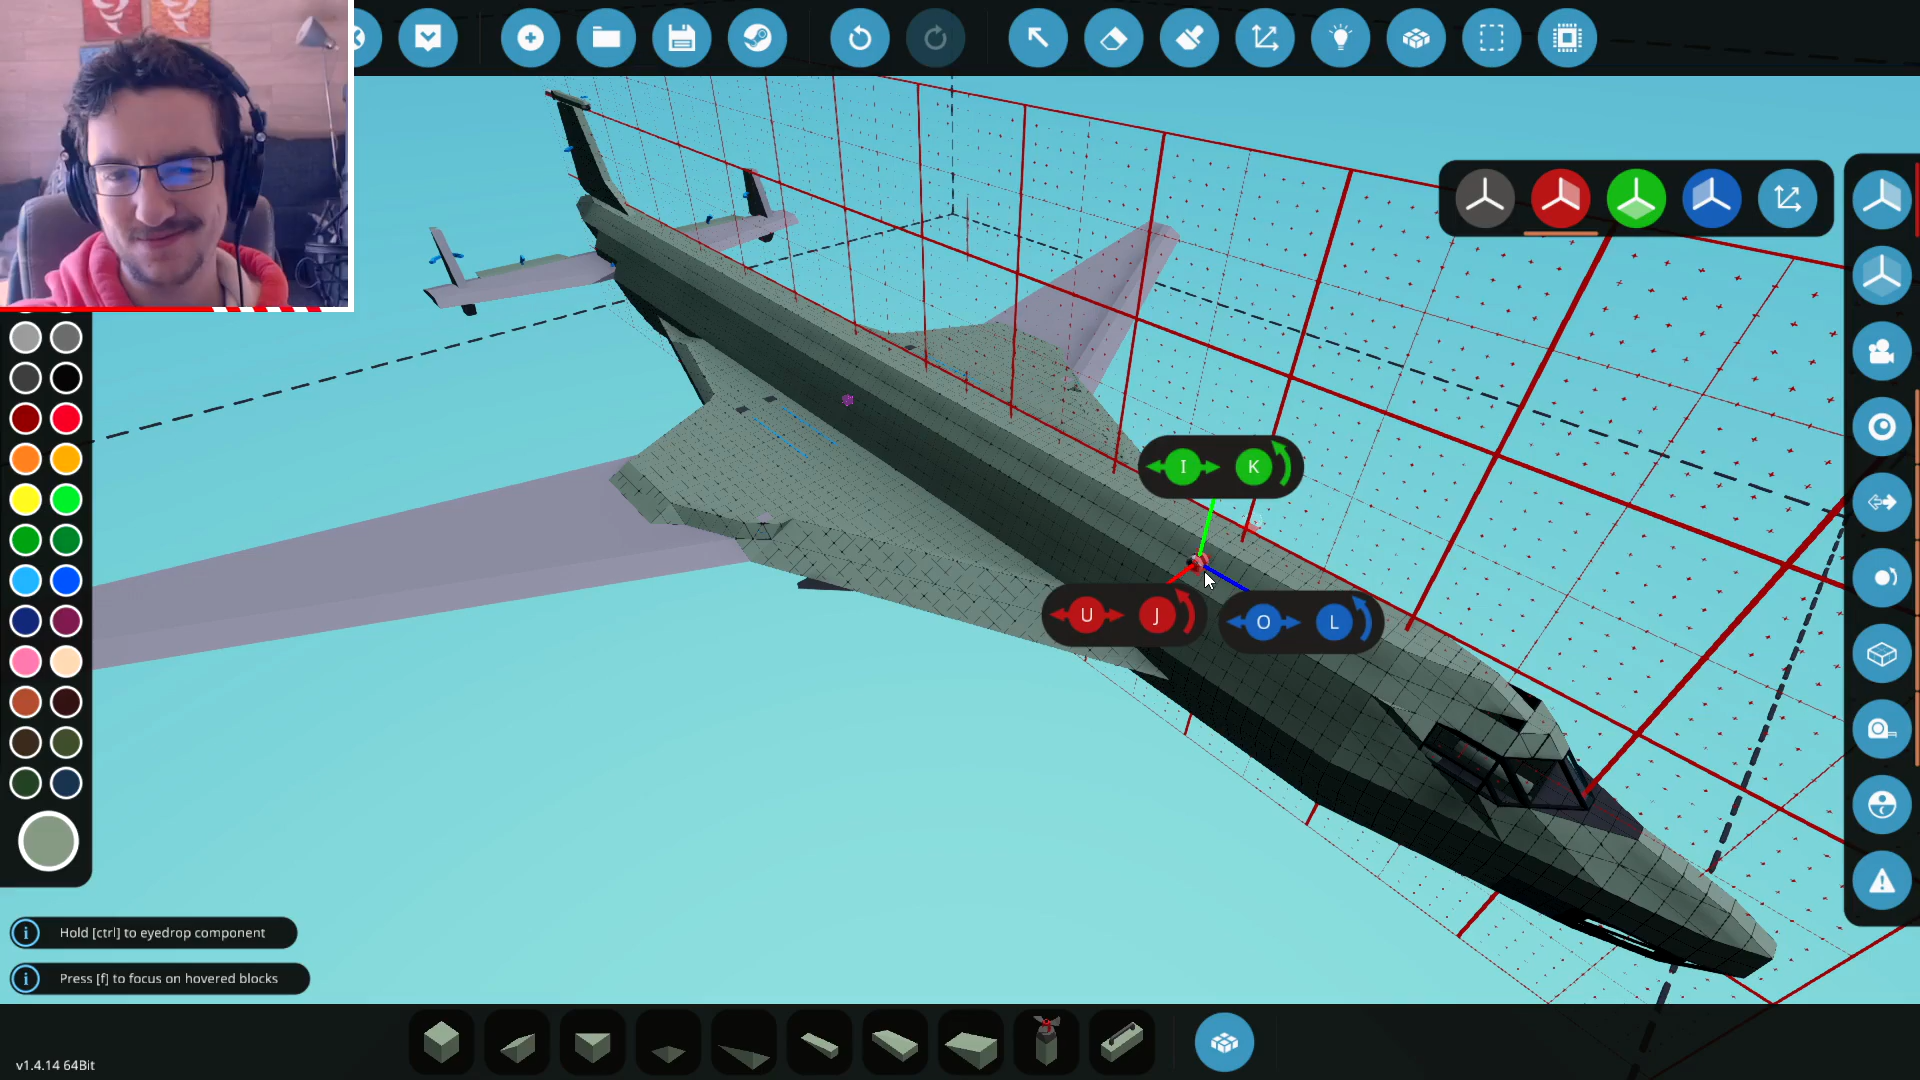 I K
U J
O L
Hold [ctrl] to eyedrop component
Press [f] to focus on hovered blocks
v1.4.14 64Bit